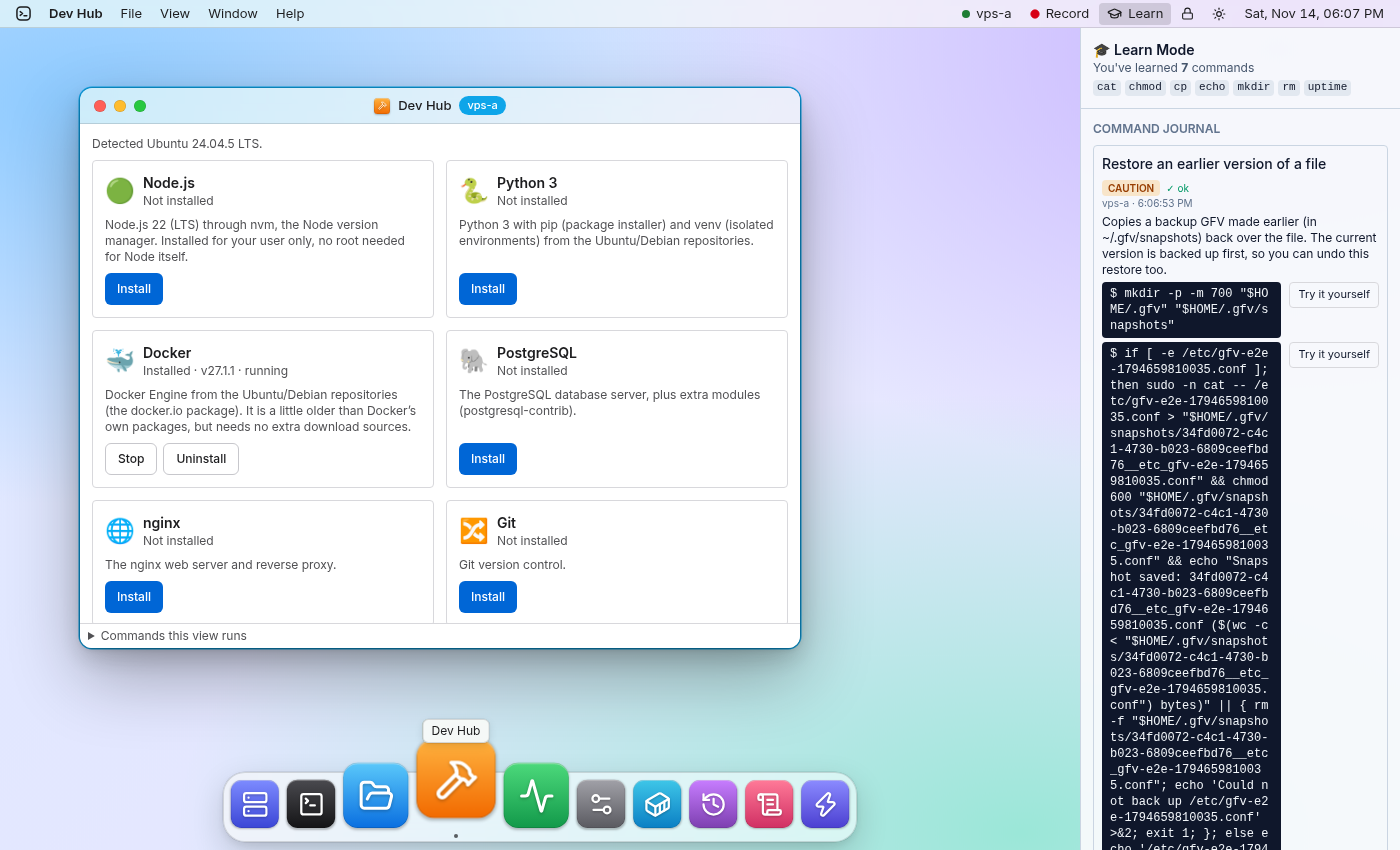 Dev Hub File View Window Help
vps-a Record Learn Sat, Nov 14, 06:07 PM
Dev Hub vps-a
Detected Ubuntu 24.04.5 LTS.
Node.js
Not installed
Node.js 22 (LTS) through nvm, the Node version
manager. Installed for your user only, no root needed
for Node itself.
Install
Python 3
Not installed
Python 3 with pip (package installer) and venv (isolated
environments) from the Ubuntu/Debian repositories.
Install
Docker
Installed · v27.1.1 · running
Docker Engine from the Ubuntu/Debian repositories
(the docker.io package). It is a little older than Docker’s
own packages, but needs no extra download sources.
Stop Uninstall
PostgreSQL
Not installed
The PostgreSQL database server, plus extra modules
(postgresql-contrib).
Install
nginx
Not installed
The nginx web server and reverse proxy.
Install
Git
Not installed
Git version control.
Install
Commands this view runs
Dev Hub
Learn Mode
You've learned 7 commands
cat chmod cp echo mkdir rm uptime
COMMAND JOURNAL
Restore an earlier version of a file
CAUTION ✓ ok
vps-a · 6:06:53 PM
Copies a backup GFV made earlier (in
~/.gfv/snapshots) back over the file. The current
version is backed up first, so you can undo this
restore too.
$ mkdir -p -m 700 "$HO
ME/.gfv" "$HOME/.gfv/s
napshots"
Try it yourself
$ if [ -e /etc/gfv-e2e
-1794659810035.conf ];
then sudo -n cat -- /e
tc/gfv-e2e-17946598100
35.conf > "$HOME/.gfv/
snapshots/34fd0072-c4c
1-4730-b023-6809ceefbd
76__etc_gfv-e2e-179465
9810035.conf" && chmod
600 "$HOME/.gfv/snapsh
ots/34fd0072-c4c1-4730
-b023-6809ceefbd76__et
c_gfv-e2e-179465981003
5.conf" && echo "Snaps
hot saved: 34fd0072-c4
c1-4730-b023-6809ceefb
d76__etc_gfv-e2e-17946
59810035.conf ($(wc -c
< "$HOME/.gfv/snapshot
s/34fd0072-c4c1-4730-b
023-6809ceefbd76__etc_
gfv-e2e-1794659810035.
conf") bytes)" || { rm
-f "$HOME/.gfv/snapsho
ts/34fd0072-c4c1-4730-
b023-6809ceefbd76__etc
_gfv-e2e-179465981003
5.conf"; echo 'Could n
ot back up /etc/gfv-e2
e-1794659810035.conf'
>&2; exit 1; }; else e
cho '/etc/gfv-e2e-1794
Try it yourself